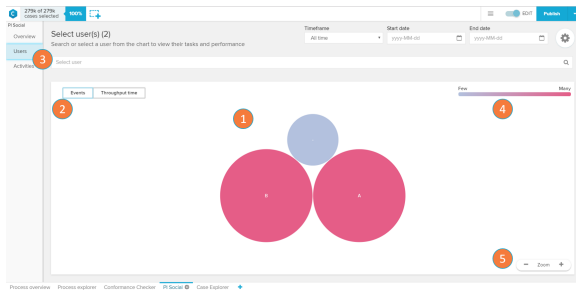 279k of 279k
cases selected
100%
EDIT
Publish
PI Social
Overview
Users
Activities
Select user(s) (2)
Search or select a user from the chart to view their tasks and performance
Timeframe
All time
Start date
yyyy-MM-dd
End date
yyyy-MM-dd
3
Select user
Events
Throughput time
2
1
Few
Many
4
B
A
5
− Zoom +
Process overview
Process explorer
Conformance Checker
PI Social
Case Explorer
+